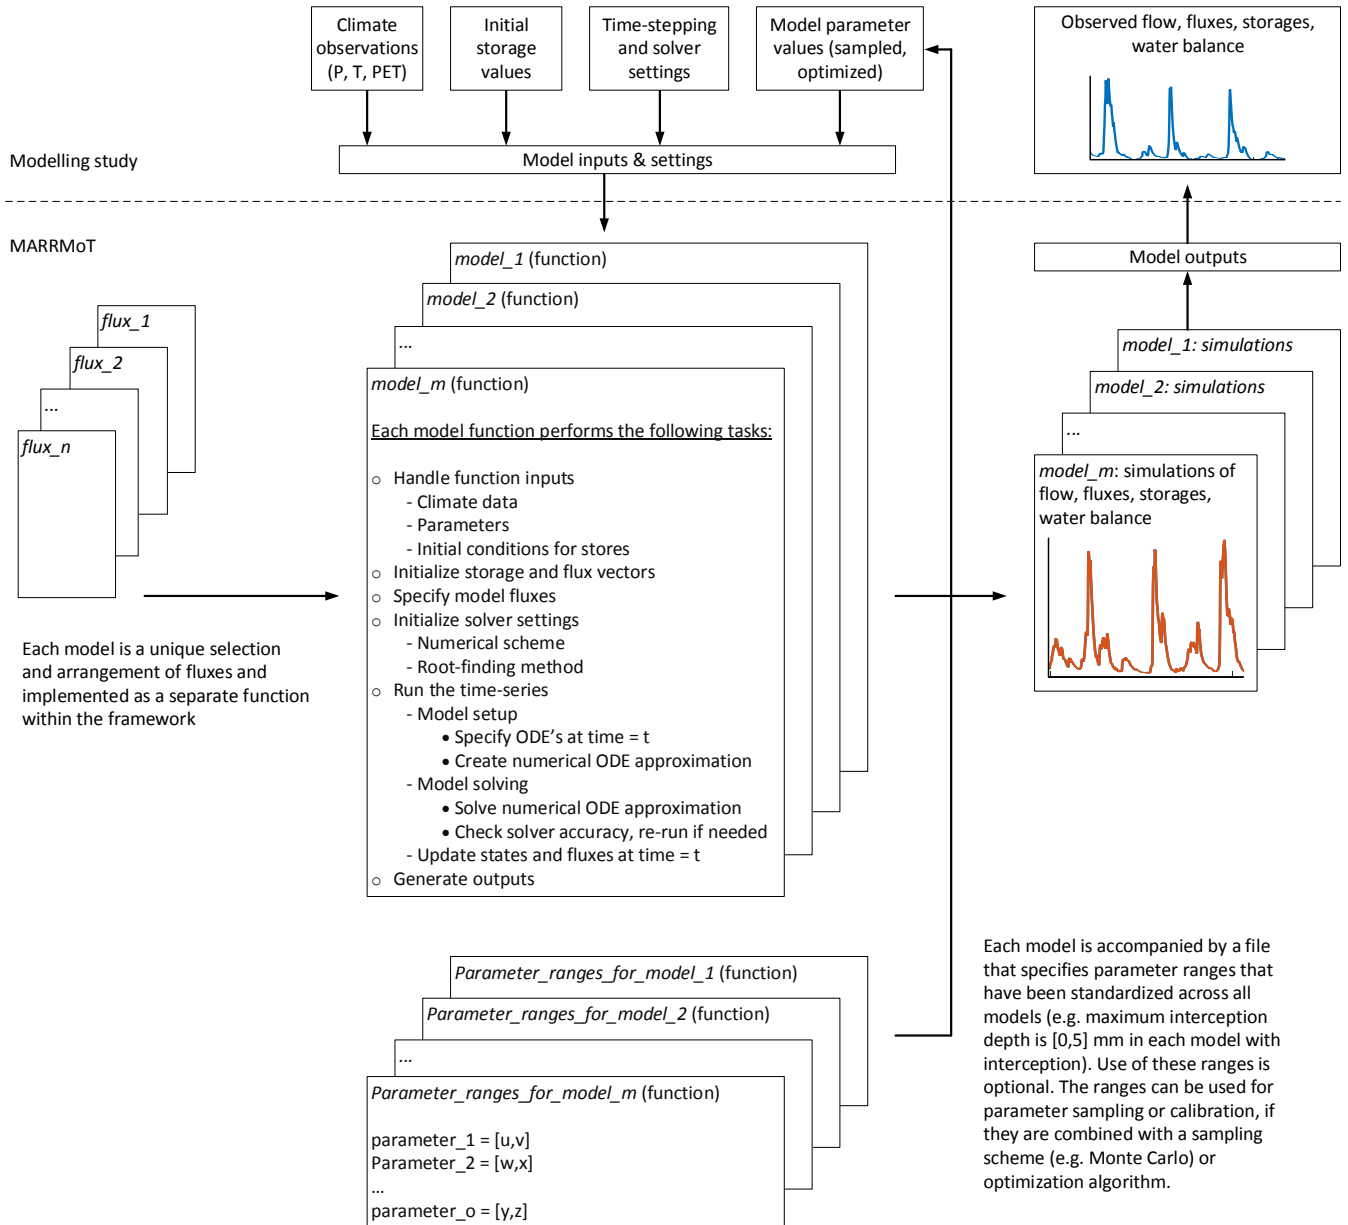 Climate
observations
(P, T, PET)
Initial
storage
values
Time-stepping
and solver
settings
Model parameter
values (sampled,
optimized)
Observed flow, fluxes, storages,
water balance
Model inputs & settings
Modelling study
MARRMoT
Model outputs
flux_1
flux_2
...
flux_n
Each model is a unique selection
and arrangement of fluxes and
implemented as a separate function
within the framework
model_1 (function)
model_2 (function)
...
model_m (function)
Each model function performs the following tasks:
o Handle function inputs
- Climate data
- Parameters
- Initial conditions for stores
o Initialize storage and flux vectors
o Specify model fluxes
o Initialize solver settings
- Numerical scheme
- Root-finding method
o Run the time-series
- Model setup
• Specify ODE's at time = t
• Create numerical ODE approximation
- Model solving
• Solve numerical ODE approximation
• Check solver accuracy, re-run if needed
- Update states and fluxes at time = t
o Generate outputs
model_1: simulations
model_2: simulations
...
model_m: simulations of
flow, fluxes, storages,
water balance
Parameter_ranges_for_model_1 (function)
Parameter_ranges_for_model_2 (function)
...
Parameter_ranges_for_model_m (function)
parameter_1 = [u,v]
Parameter_2 = [w,x]
...
parameter_o = [y,z]
Each model is accompanied by a file
that specifies parameter ranges that
have been standardized across all
models (e.g. maximum interception
depth is [0,5] mm in each model with
interception). Use of these ranges is
optional. The ranges can be used for
parameter sampling or calibration, if
they are combined with a sampling
scheme (e.g. Monte Carlo) or
optimization algorithm.